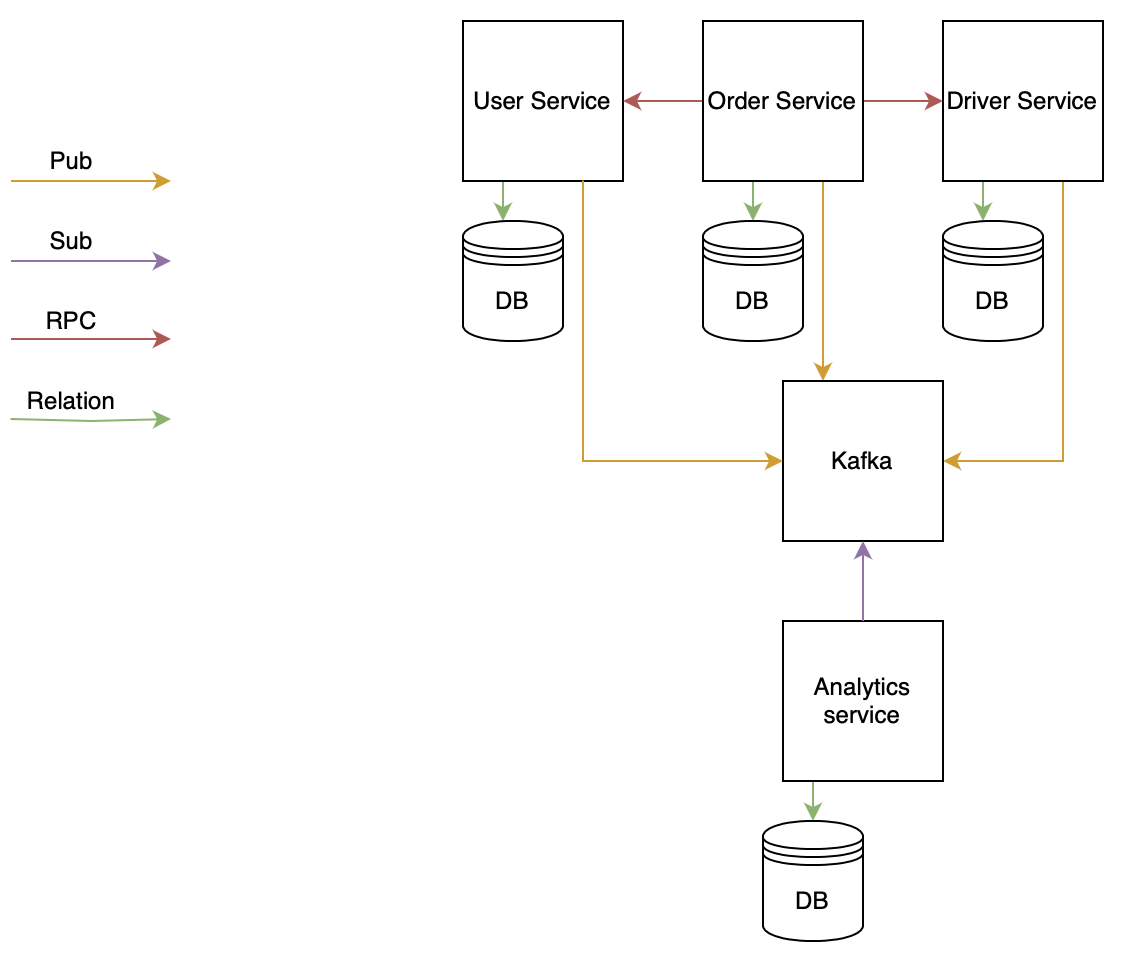 User Service
Order Service
Driver Service
Pub
Sub
RPC
Relation
DB
DB
DB
Kafka
Analytics
service
DB